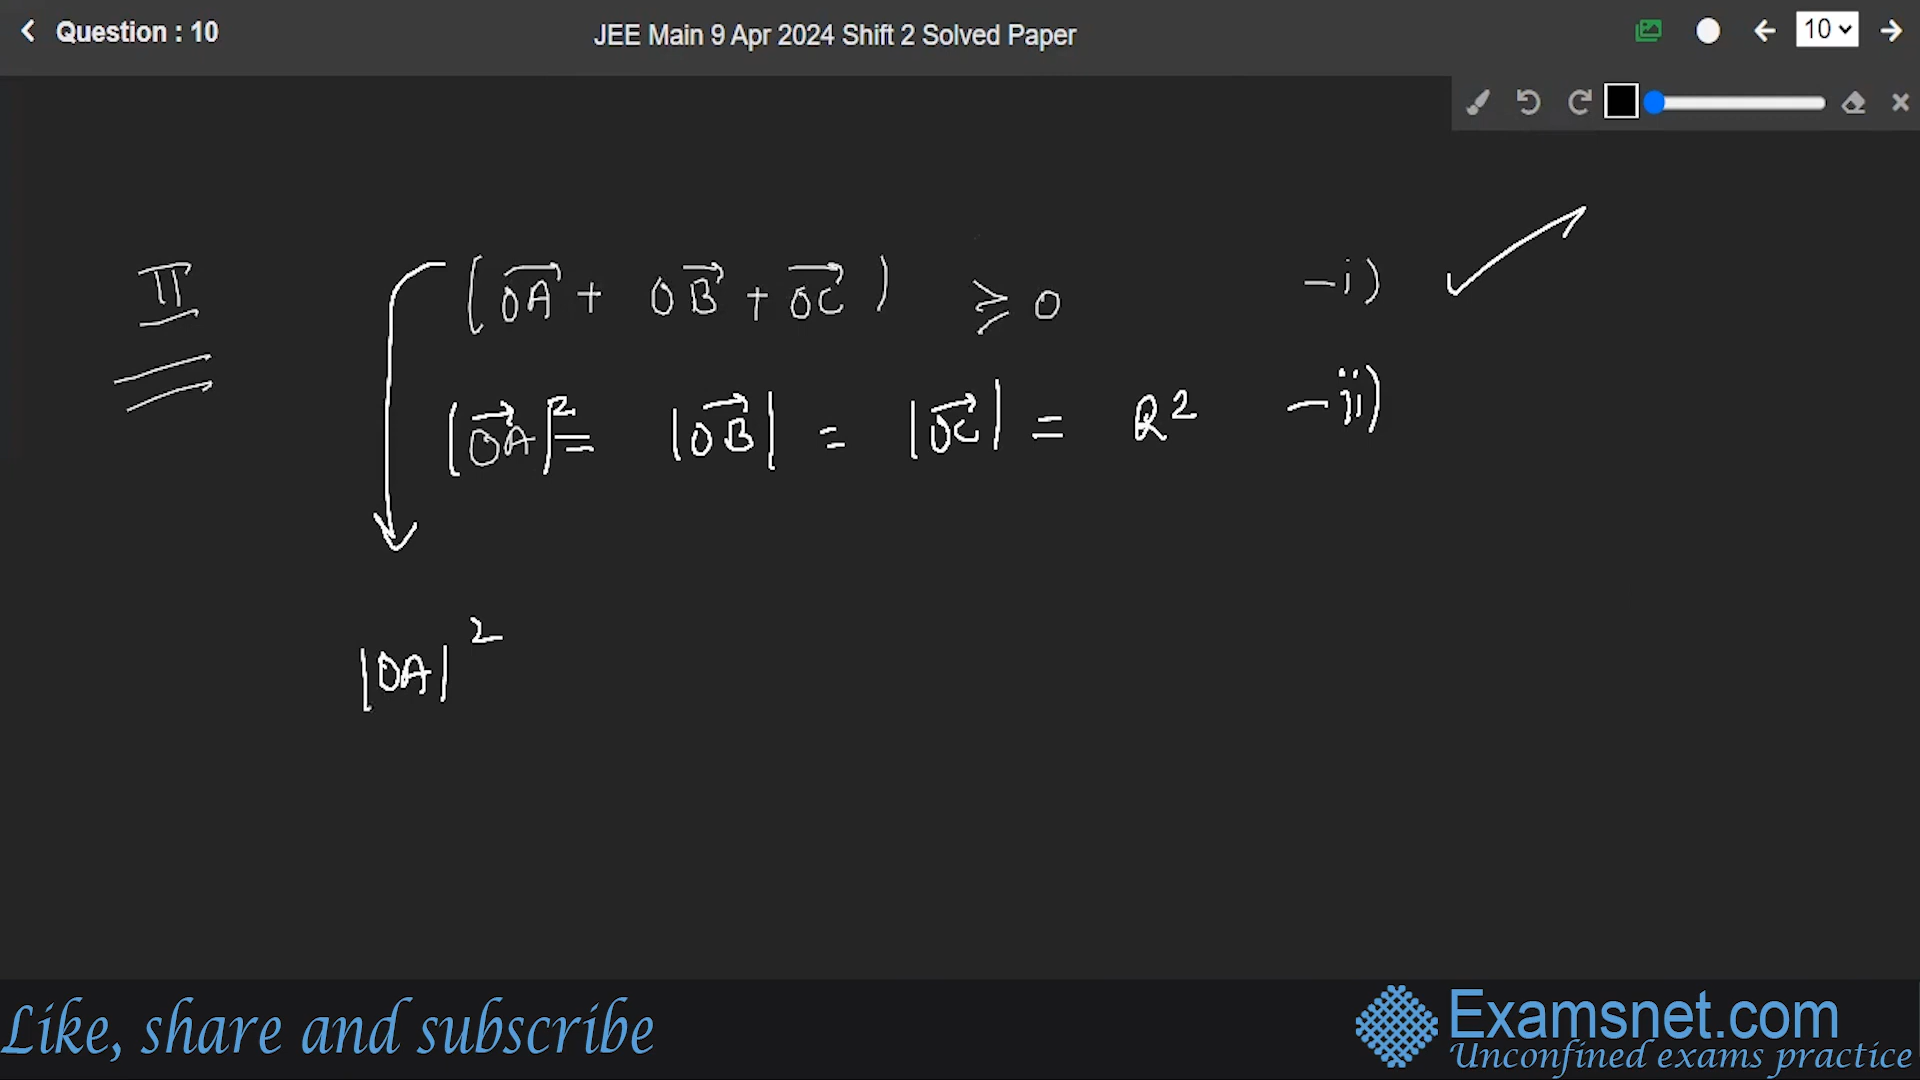 Question : 10
JEE Main 9 Apr 2024 Shift 2 Solved Paper
10
II (OA + OB + OC) ≥ 0 -i)
|OA|² = |OB| = |OC| = R² -ii)
|OA|²
Like, share and subscribe
Examsnet.com
Unconfined exams practice